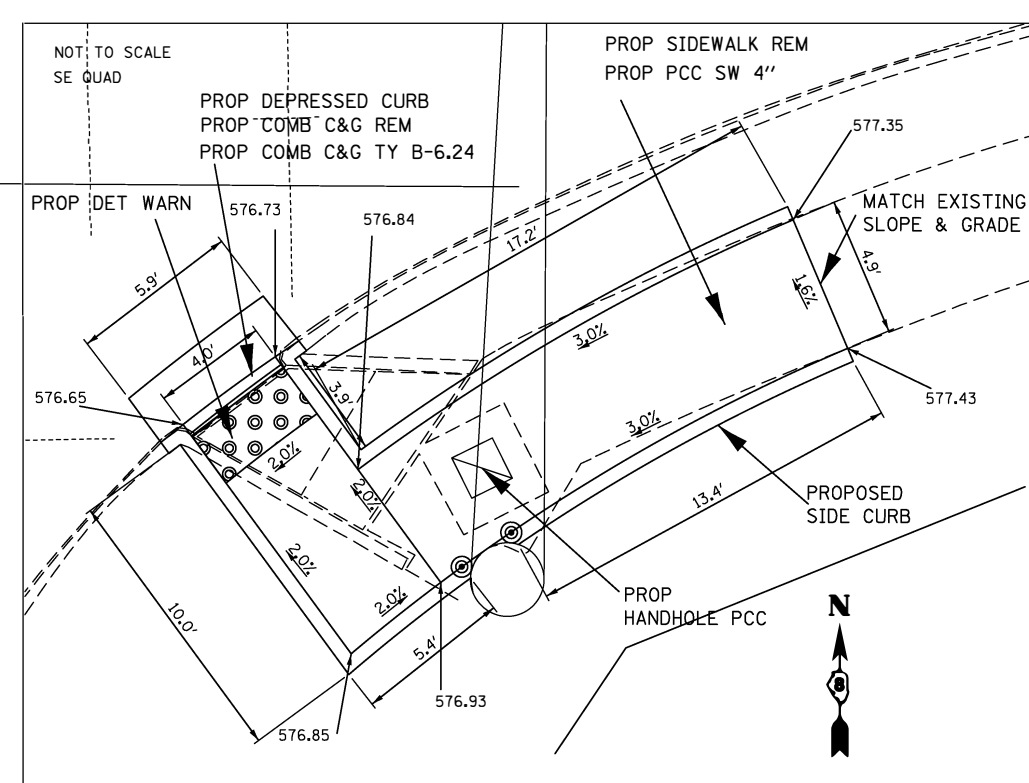 NOT TO SCALE
SE QUAD
PROP SIDEWALK REM
PROP PCC SW 4''
PROP DEPRESSED CURB
PROP COMB C&G REM
PROP COMB C&G TY B-6.24
577.35
PROP DET WARN
576.73
576.84
MATCH EXISTING
SLOPE & GRADE
17.2'
4.9'
5.9'
1.6%
3.0%
4.0'
3.9'
576.65
577.43
3.0%
2.0%
2.0%
13.4'
PROPOSED
SIDE CURB
2.0%
2.0%
10.0'
PROP
HANDHOLE PCC
5.4'
N
8
576.93
576.85